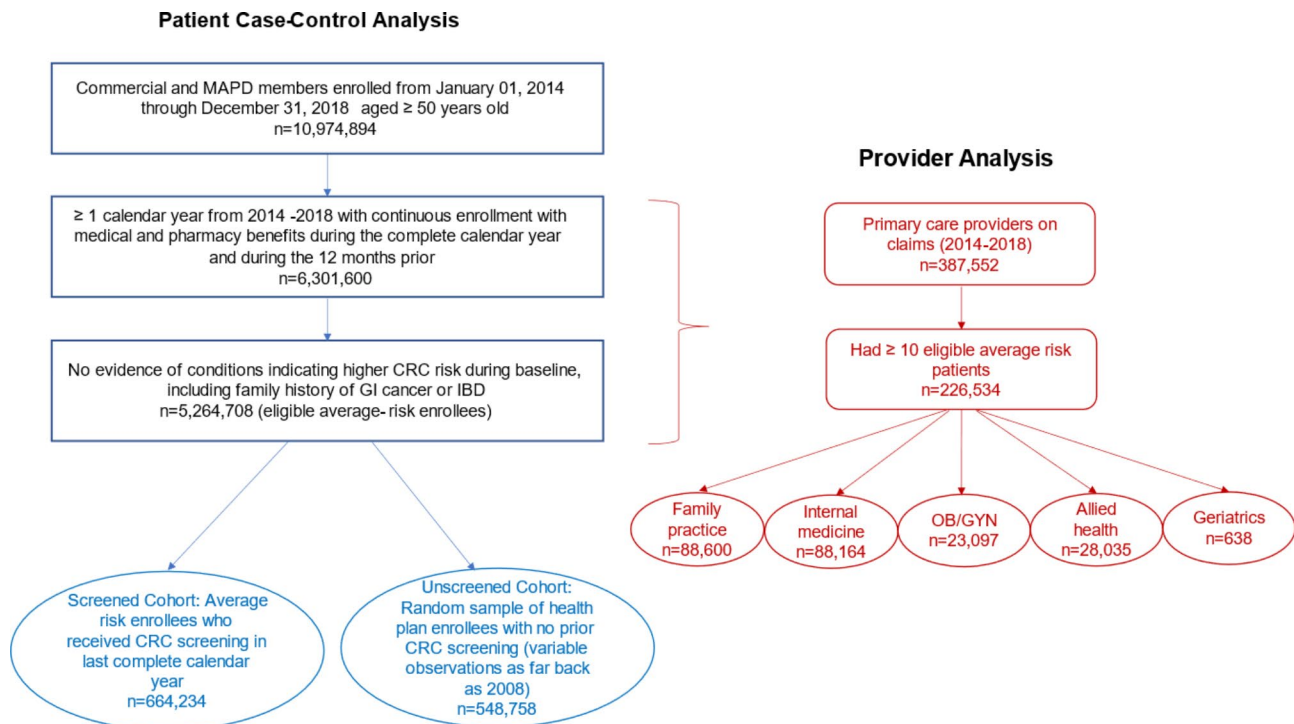 Patient Case-Control Analysis
Commercial and MAPD members enrolled from January 01, 2014
through December 31, 2018 aged ≥ 50 years old
n=10,974,894
≥ 1 calendar year from 2014 -2018 with continuous enrollment with
medical and pharmacy benefits during the complete calendar year
and during the 12 months prior
n=6,301,600
No evidence of conditions indicating higher CRC risk during baseline,
including family history of GI cancer or IBD
n=5,264,708 (eligible average- risk enrollees)
Screened Cohort: Average
risk enrollees who
received CRC screening in
last complete calendar
year
n=664,234
Unscreened Cohort:
Random sample of health
plan enrollees with no prior
CRC screening (variable
observations as far back
as 2008)
n=548,758
Provider Analysis
Primary care providers on
claims (2014-2018)
n=387,552
Had ≥ 10 eligible average risk
patients
n=226,534
Family
practice
n=88,600
Internal
medicine
n=88,164
OB/GYN
n=23,097
Allied
health
n=28,035
Geriatrics
n=638